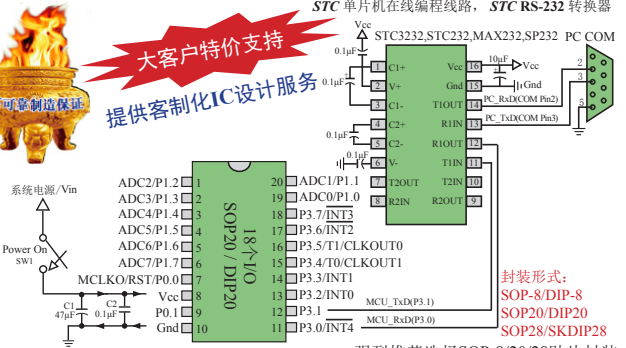 STC 单片机在线编程线路， STC RS-232 转换器
大客户特价支持
提供客制化IC设计服务
可靠制造保证
Vcc
0.1μF
0.1μF
0.1μF
0.1μF
STC3232,STC232,MAX232,SP232
PC COM
1 C1+ Vcc 16
2 V+ Gnd 15
3 C1- T1OUT 14
4 C2+ R1IN 13
5 C2- R1OUT 12
6 V- T1IN 11
7 T2OUT T2IN 10
8 R2IN R2OUT 9
10μF
Vcc
Gnd
PC_RxD(COM Pin2)
PC_TxD(COM Pin3)
2
3
5
系统电源/Vin
Power On
SW1
C1
47μF
C2
0.1μF
SOP20 / DIP20
18个I/O
ADC2/P1.2 1
ADC3/P1.3 2
ADC4/P1.4 3
ADC5/P1.5 4
ADC6/P1.6 5
ADC7/P1.7 6
MCLKO/RST/P0.0 7
Vcc 8
P0.1 9
Gnd 10
20 ADC1/P1.1
19 ADC0/P1.0
18 P3.7/INT3
17 P3.6/INT2
16 P3.5/T1/CLKOUT0
15 P3.4/T0/CLKOUT1
14 P3.3/INT1
13 P3.2/INT0
12 P3.1
11 P3.0/INT4
MCU_TxD(P3.1)
MCU_RxD(P3.0)
封装形式:
SOP-8/DIP-8
SOP20/DIP20
SOP28/SKDIP28